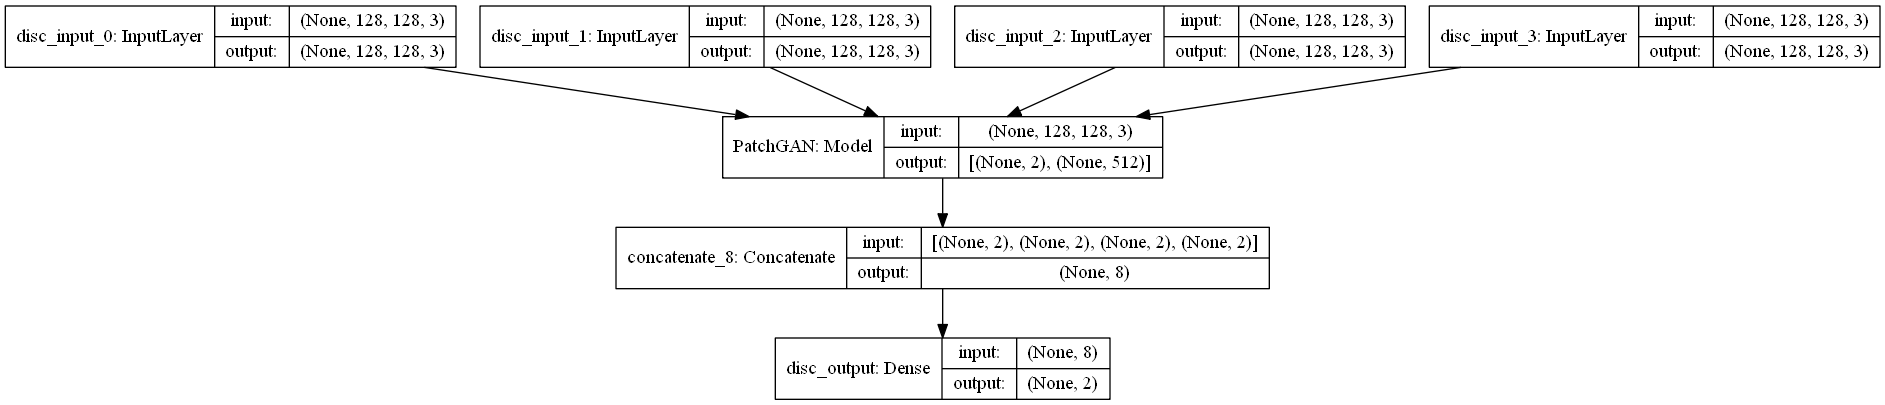 disc_input_0: InputLayer
input:
(None, 128, 128, 3)
output:
(None, 128, 128, 3)
disc_input_1: InputLayer
input:
(None, 128, 128, 3)
output:
(None, 128, 128, 3)
disc_input_2: InputLayer
input:
(None, 128, 128, 3)
output:
(None, 128, 128, 3)
disc_input_3: InputLayer
input:
(None, 128, 128, 3)
output:
(None, 128, 128, 3)
PatchGAN: Model
input:
(None, 128, 128, 3)
output:
[(None, 2), (None, 512)]
concatenate_8: Concatenate
input:
[(None, 2), (None, 2), (None, 2), (None, 2)]
output:
(None, 8)
disc_output: Dense
input:
(None, 8)
output:
(None, 2)